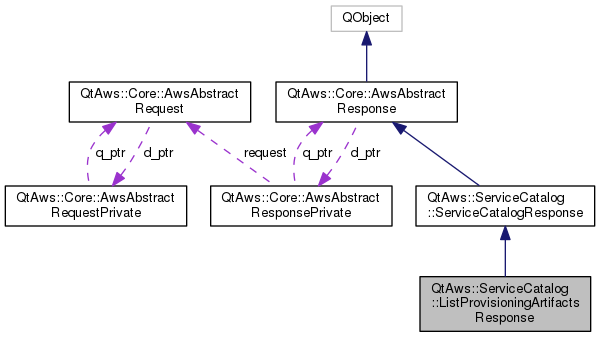 QObject
QtAws::Core::AwsAbstract
Request
QtAws::Core::AwsAbstract
Response
q_ptr
d_ptr
request
q_ptr
d_ptr
QtAws::Core::AwsAbstract
RequestPrivate
QtAws::Core::AwsAbstract
ResponsePrivate
QtAws::ServiceCatalog
::ServiceCatalogResponse
QtAws::ServiceCatalog
::ListProvisioningArtifacts
Response